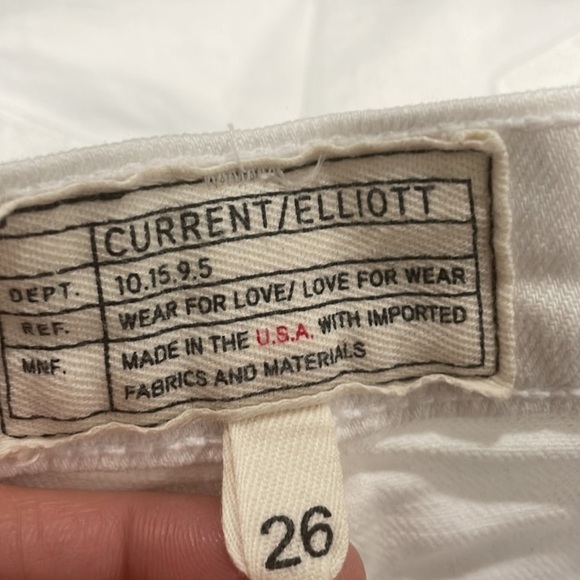 CURRENT/ELLIOTT
DEPT. 10.15.9.5
REF. WEAR FOR LOVE/ LOVE FOR WEAR
MNF. MADE IN THE U.S.A. WITH IMPORTED
FABRICS AND MATERIALS
26